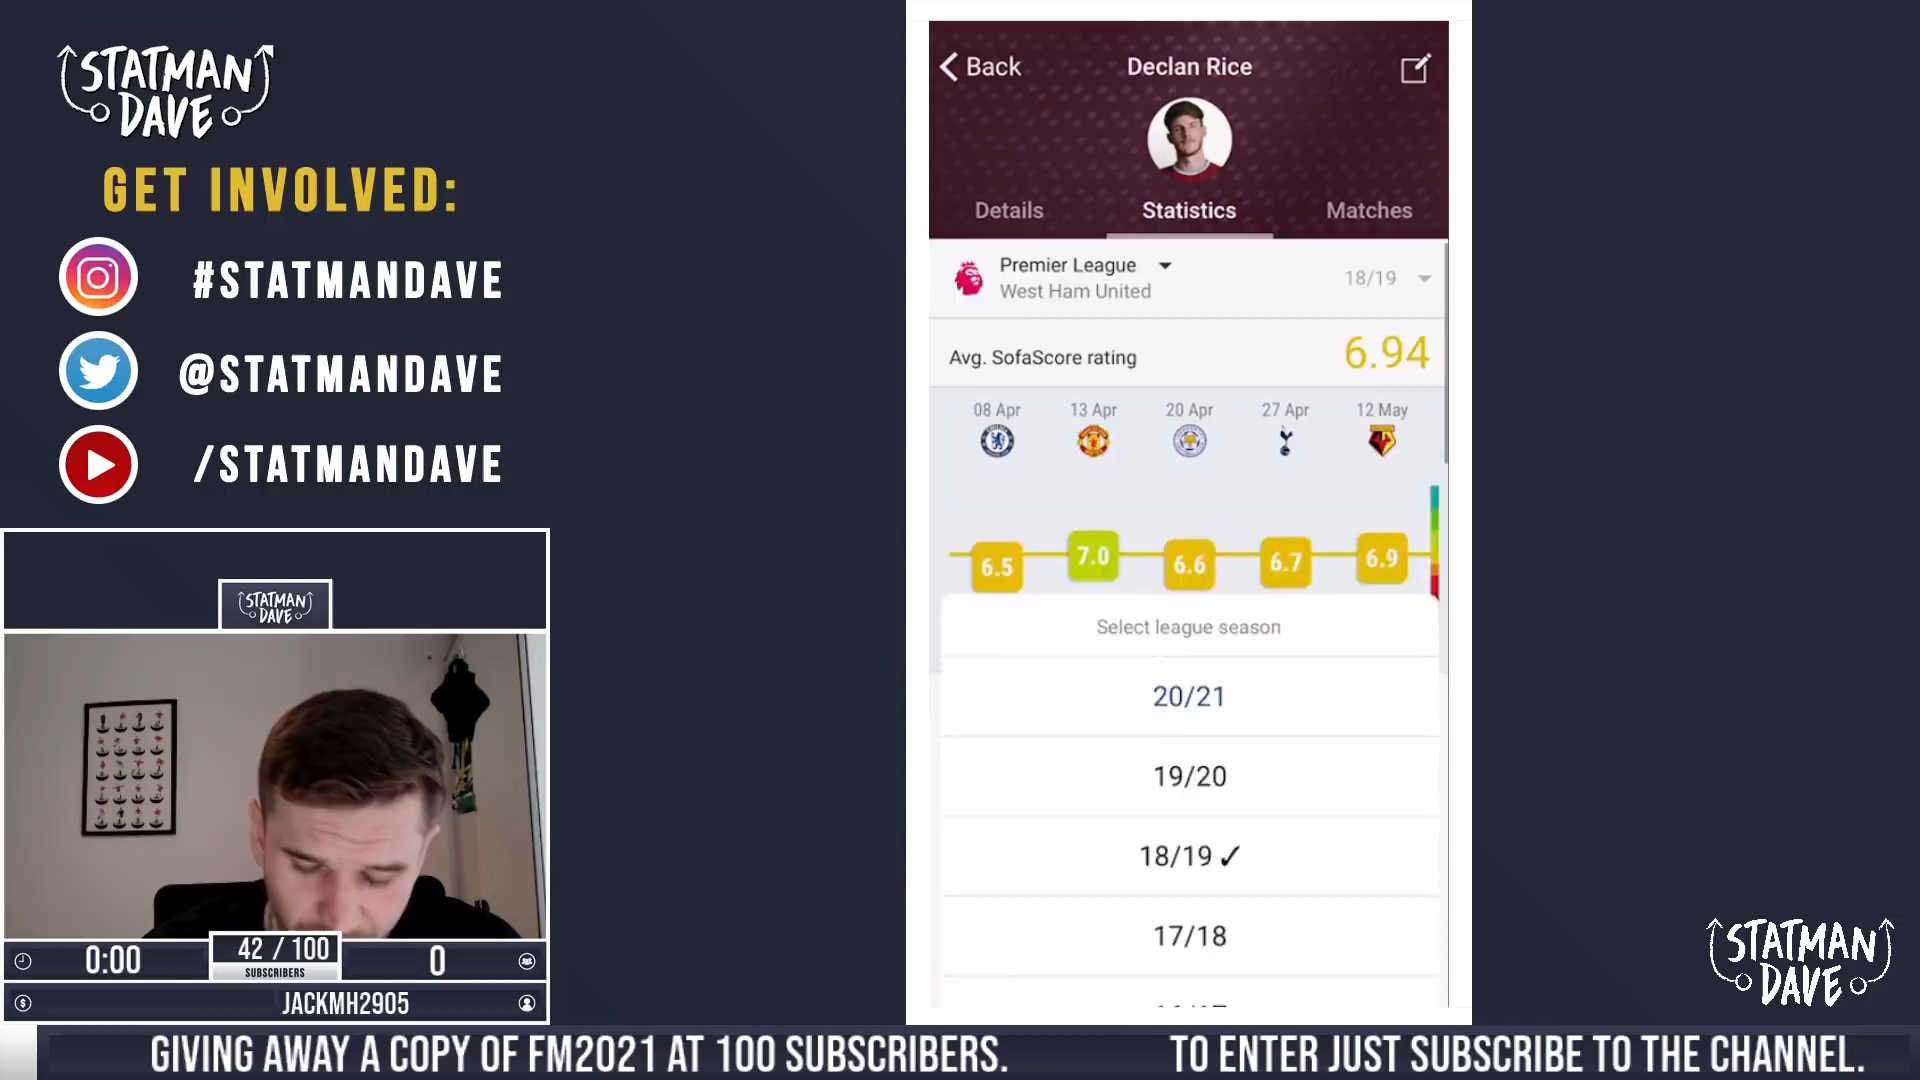 STATMAN
DAVE
GET INVOLVED:
#STATMANDAVE
@STATMANDAVE
/STATMANDAVE
STATMAN
DAVE
0:00
42 / 100
SUBSCRIBERS
0
JACKMH2905
Back
Declan Rice
Details
Statistics
Matches
Premier League
West Ham United
18/19
Avg. SofaScore rating
6.94
08 Apr
13 Apr
20 Apr
27 Apr
12 May
6.5
7.0
6.6
6.7
6.9
Select league season
20/21
19/20
18/19 ✓
17/18
STATMAN
DAVE
GIVING AWAY A COPY OF FM2021 AT 100 SUBSCRIBERS.
TO ENTER JUST SUBSCRIBE TO THE CHANNEL.